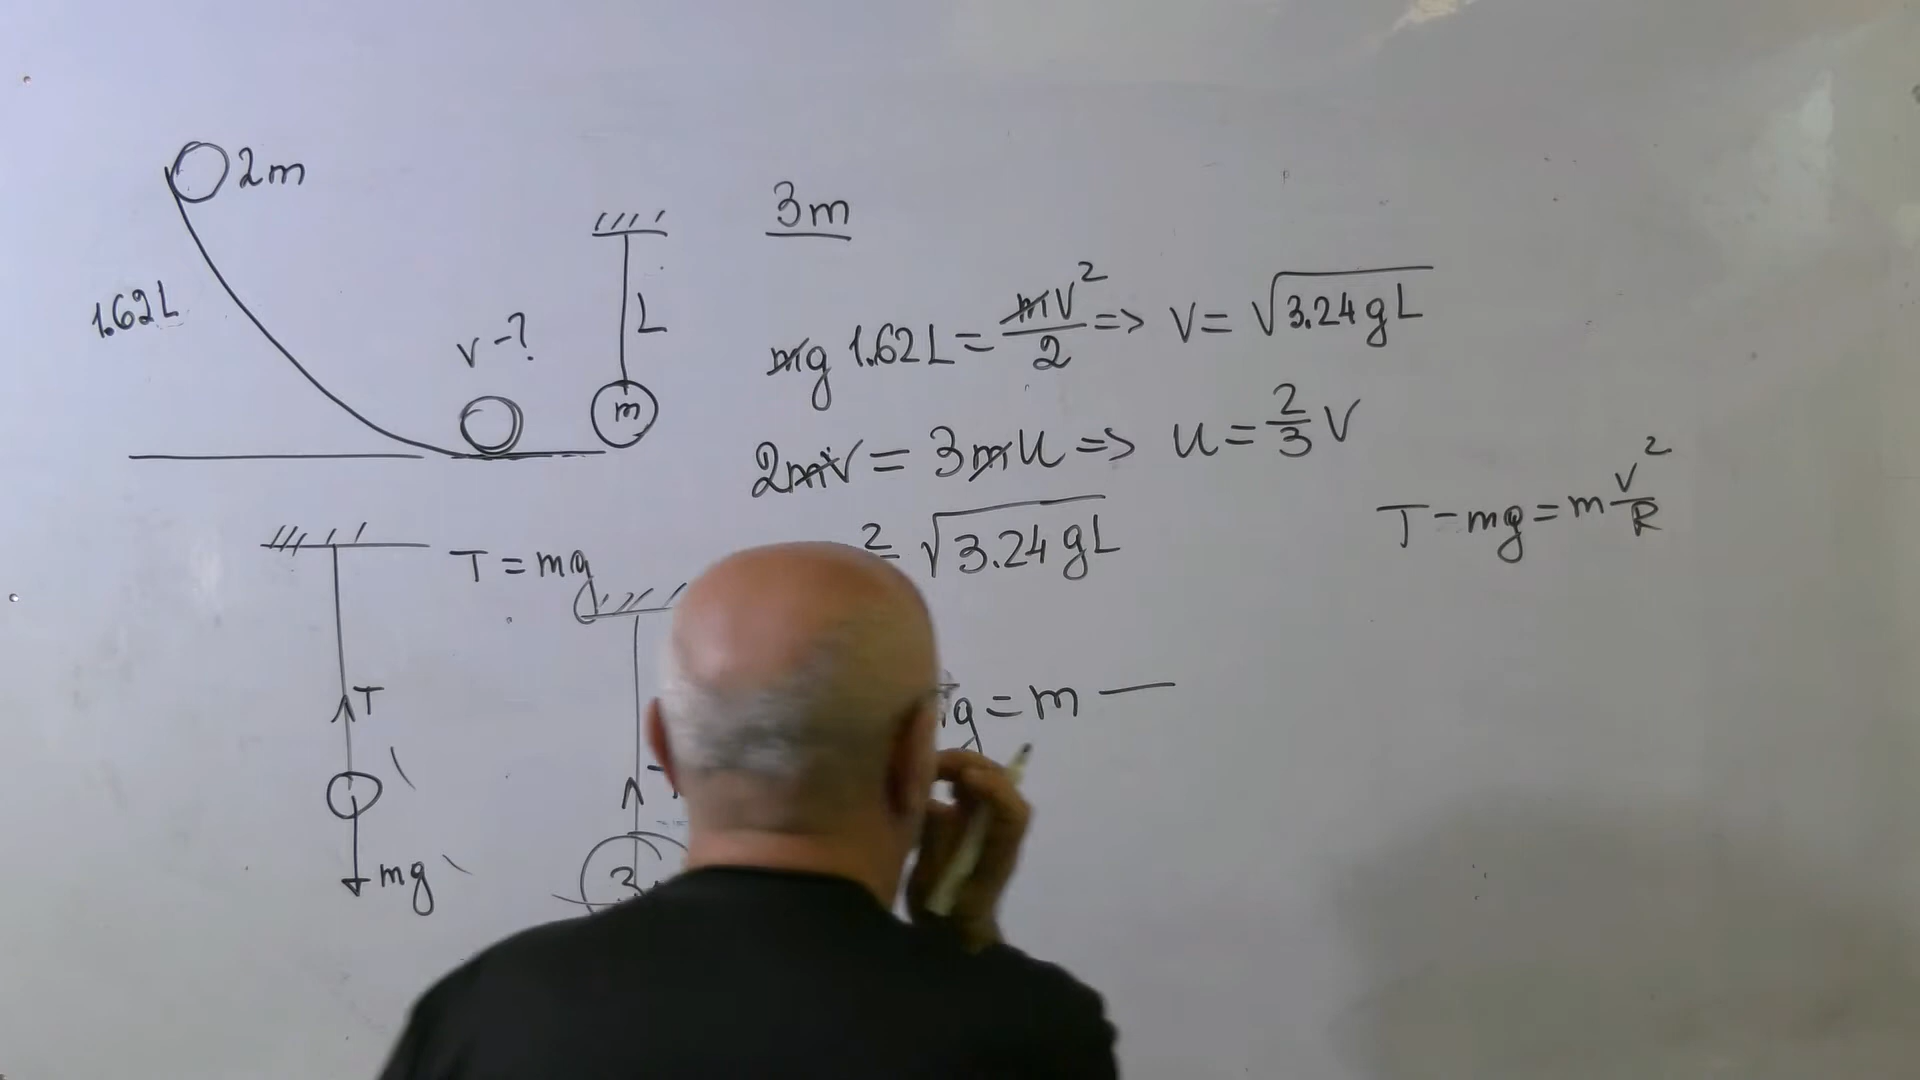 2m
1.62L
v-?
L
m
3m
mg 1.62L = mv²/2 => v = √3.24gL
2mv = 3mu => u = 2/3 v
2 √3.24gL
T - mg = m v²/R
T = mg
T
mg
3
g = m —